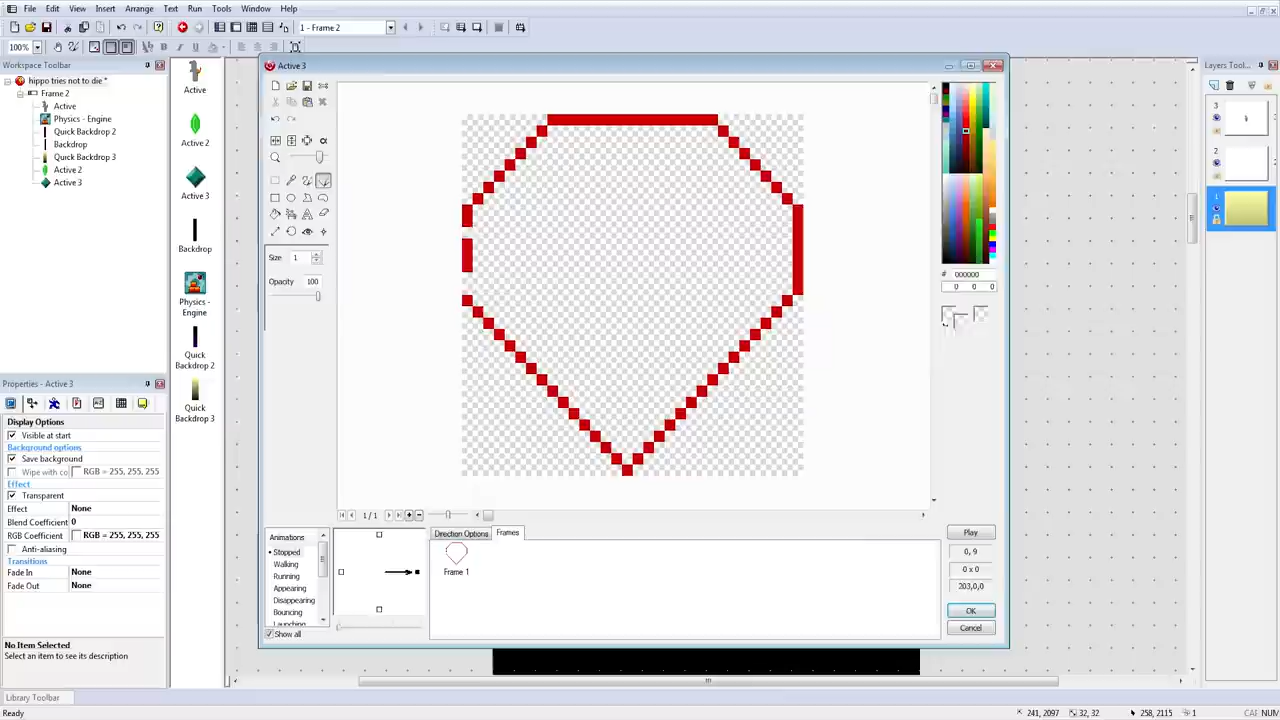 File Edit View Insert Arrange Text Run Tools Window Help
1 - Frame 2
100%
Workspace Toolbar
hippo tries not to die *
Frame 2
Active
Physics - Engine
Quick Backdrop 2
Backdrop
Quick Backdrop 3
Active 2
Active 3
Active
Active 2
Active 3
Backdrop
Physics -
Engine
Quick
Backdrop 2
Quick
Backdrop 3
Properties - Active 3
Display Options
Visible at start
Background options
Save background
Wipe with co RGB = 255, 255, 255
Effect
Transparent
Effect None
Blend Coefficient 0
RGB Coefficient RGB = 255, 255, 255
Anti-aliasing
Transitions
Fade In None
Fade Out None
No Item Selected
Select an item to see its description
Library Toolbar
Ready
Active 3
Size 1
Opacity 100
1 / 1
Animations
Stopped
Walking
Running
Appearing
Disappearing
Bouncing
Launching
Show all
Direction Options Frames
Frame 1
# 000000
0 0 0
Play
0, 9
0 x 0
203,0,0
OK
Cancel
Layers Tool...
3
2
1
241, 2097 32, 32 258, 2115 1 NUM